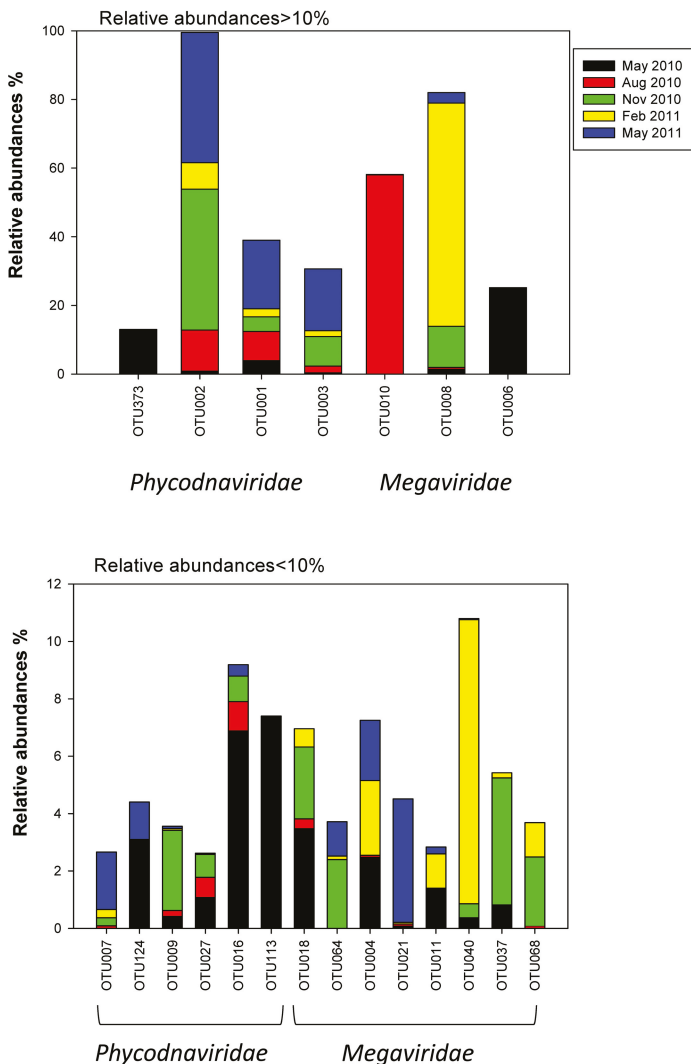 Relative abundances>10%
100
80
60
40
20
0
Relative abundances %
May 2010
Aug 2010
Nov 2010
Feb 2011
May 2011
OTU373
OTU002
OTU001
OTU003
OTU010
OTU008
OTU006
Phycodnaviridae
Megaviridae
Relative abundances<10%
12
10
8
6
4
2
0
Relative abundances %
OTU007
OTU124
OTU009
OTU027
OTU016
OTU113
OTU018
OTU064
OTU004
OTU021
OTU011
OTU040
OTU037
OTU068
Phycodnaviridae
Megaviridae